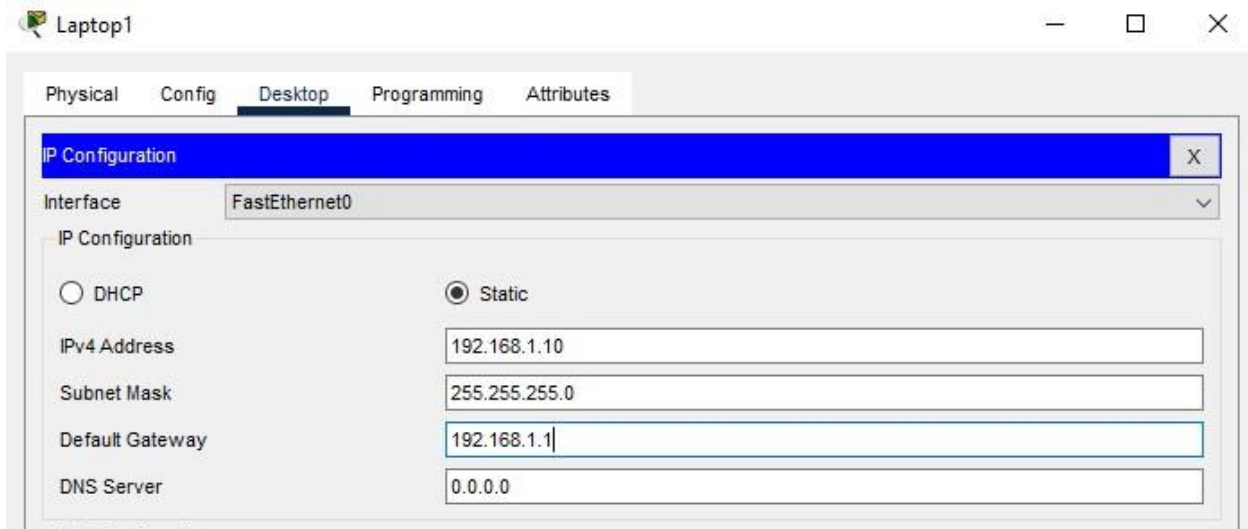 Laptop1
Physical Config Desktop Programming Attributes
IP Configuration X
Interface FastEthernet0
IP Configuration
DHCP Static
IPv4 Address 192.168.1.10
Subnet Mask 255.255.255.0
Default Gateway 192.168.1.1
DNS Server 0.0.0.0